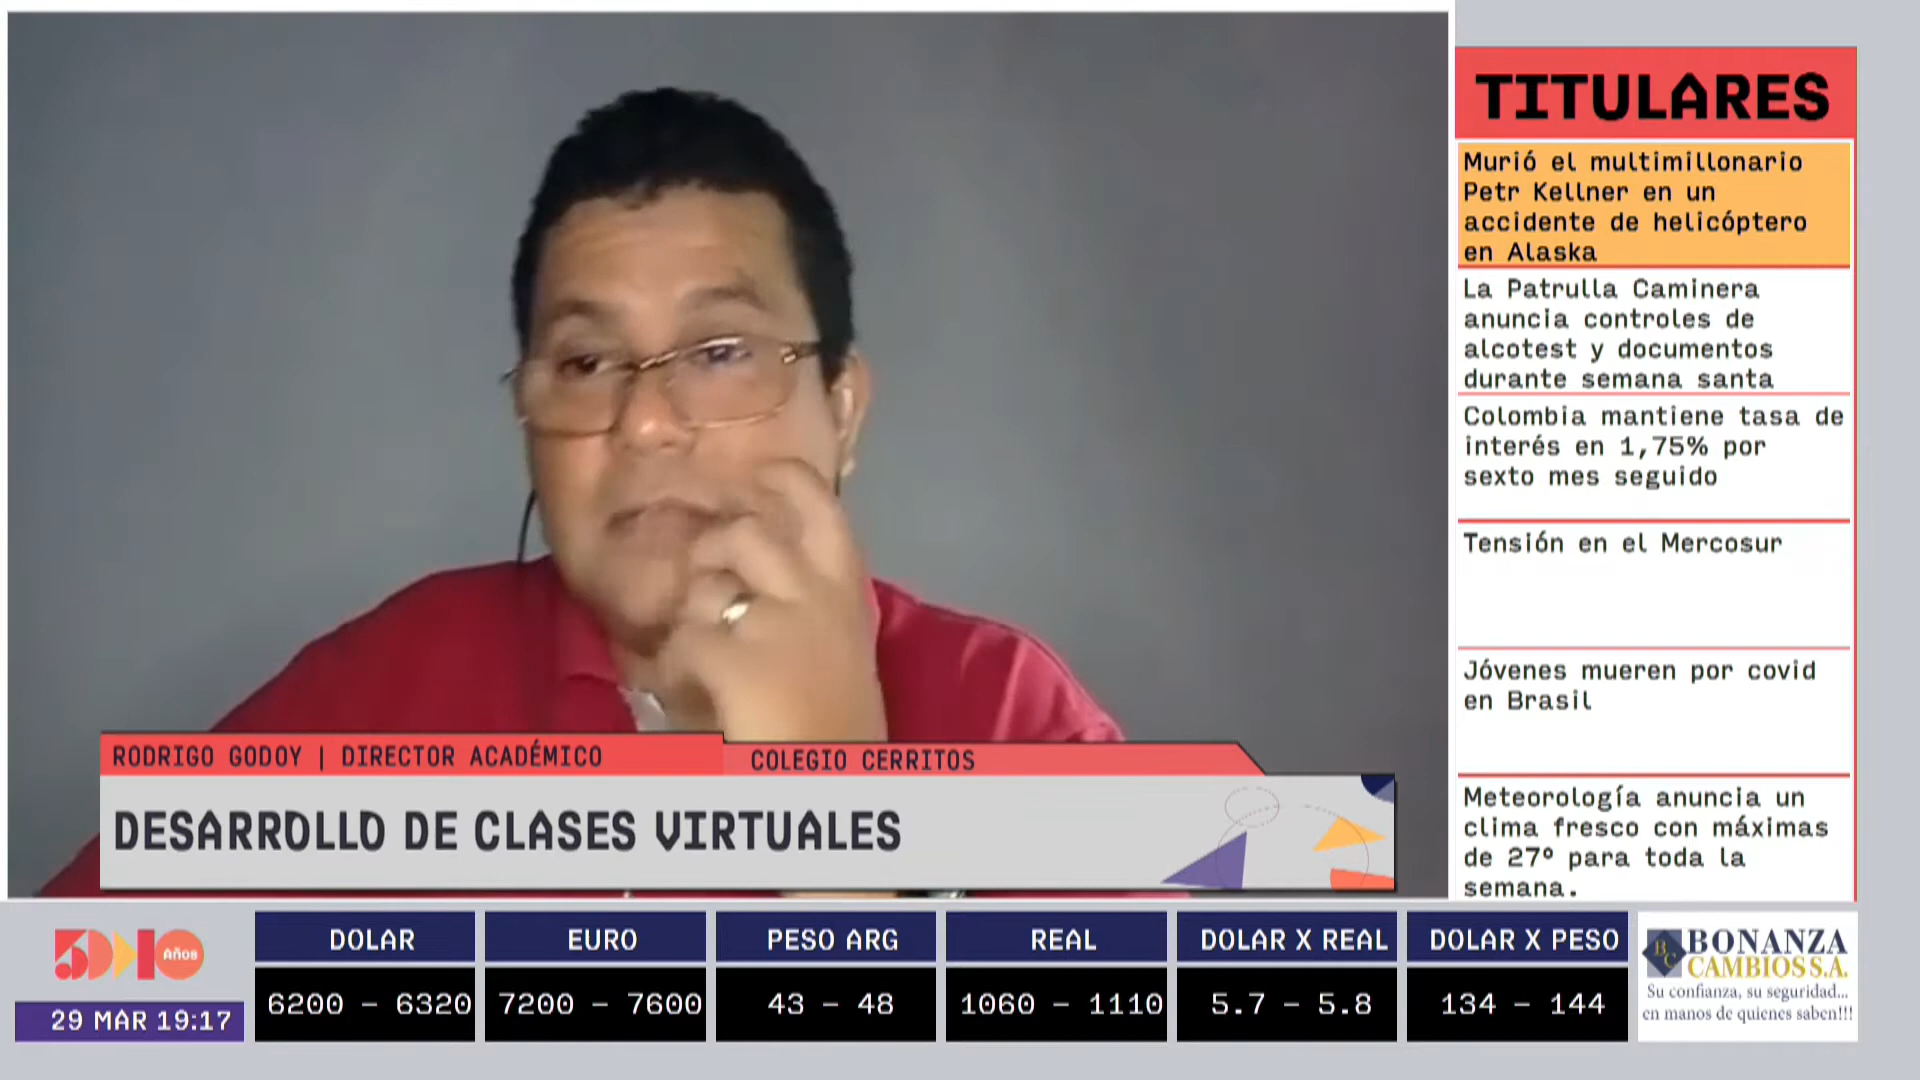 TITULARES
Murió el multimillonario
Petr Kellner en un
accidente de helicóptero
en Alaska
La Patrulla Caminera
anuncia controles de
alcotest y documentos
durante semana santa
Colombia mantiene tasa de
interés en 1,75% por
sexto mes seguido
Tensión en el Mercosur
Jóvenes mueren por covid
en Brasil
Meteorología anuncia un
clima fresco con máximas
de 27º para toda la
semana.
RODRIGO GODOY | DIRECTOR ACADÉMICO
COLEGIO CERRITOS
DESARROLLO DE CLASES VIRTUALES
Años
29 MAR 19:17
DOLAR
6200 - 6320
EURO
7200 - 7600
PESO ARG
43 - 48
REAL
1060 - 1110
DOLAR X REAL
5.7 - 5.8
DOLAR X PESO
134 - 144
BC
BONANZA
CAMBIOS S.A.
Su confianza, su seguridad...
en manos de quienes saben!!!